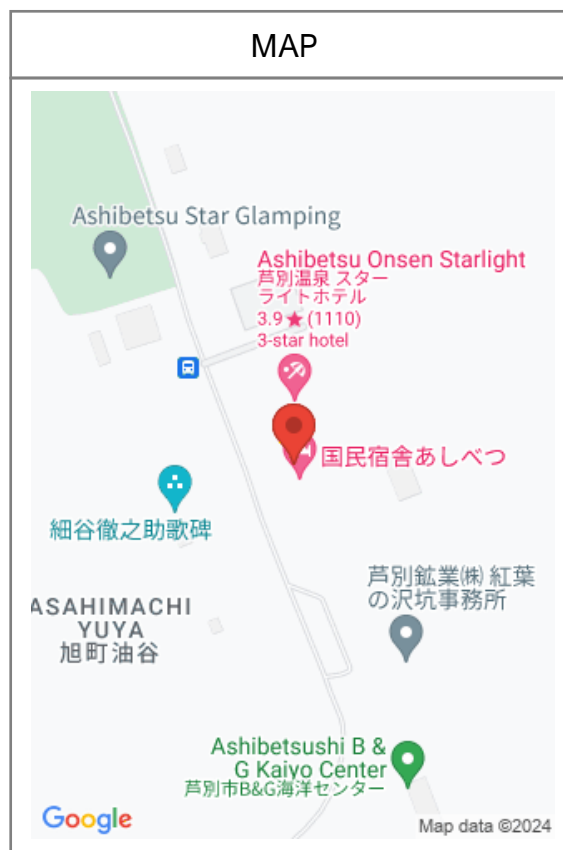 MAP
Ashibetsu Star Glamping
Ashibetsu Onsen Starlight
芦別温泉 スター
ライトホテル
3.9★(1110)
3-star hotel
国民宿舎あしべつ
細谷徹之助歌碑
芦別鉱業㈱ 紅葉
の沢坑事務所
ASAHIMACHI
YUYA
旭町油谷
Ashibetsushi B &
G Kaiyo Center
芦別市B&G海洋センター
Google
Map data ©2024